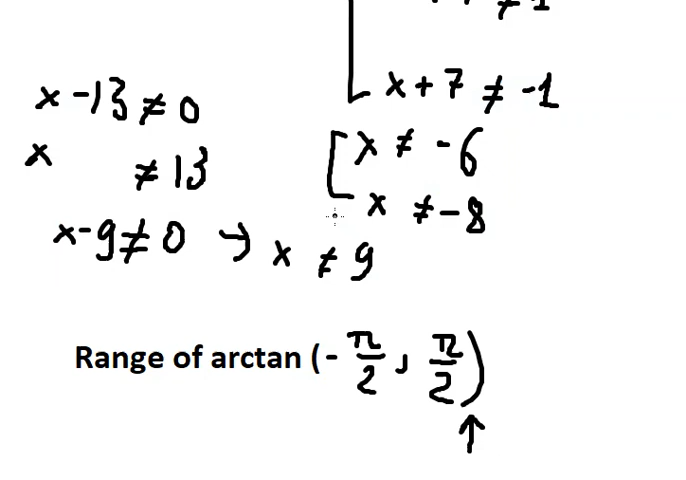 x + 7 ≠ -1
x - 13 ≠ 0
x ≠ 13
x ≠ -6
x ≠ -8
x - 9 ≠ 0 → x ≠ 9
Range of arctan (- π/2 , π/2)